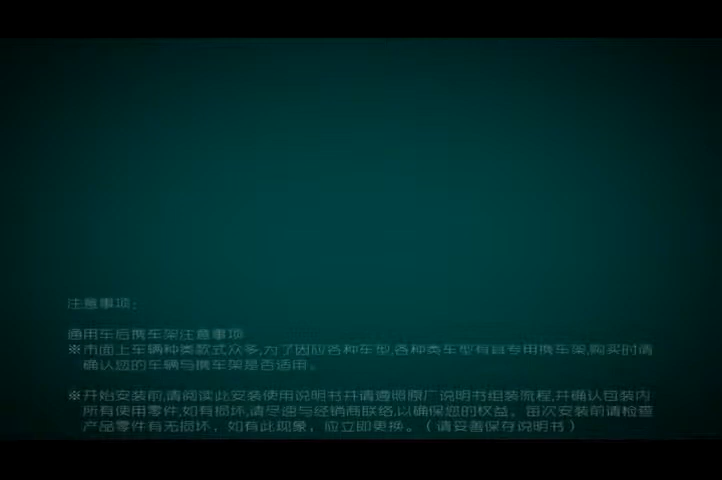 注意事项：
通用车后携车架注意事项
※市面上车辆种类款式众多,为了因应各种车型,各种类车型有宜专用携车架,购买时请
确认您的车辆与携车架是否适用。
※开始安装前,请阅读此安装使用说明书并请遵照原厂说明书组装流程,并确认包装内
所有使用零件,如有损坏,请尽速与经销商联络,以确保您的权益。每次安装前请检查
产品零件有无损坏，如有此现象，应立即更换。（请妥善保存说明书）